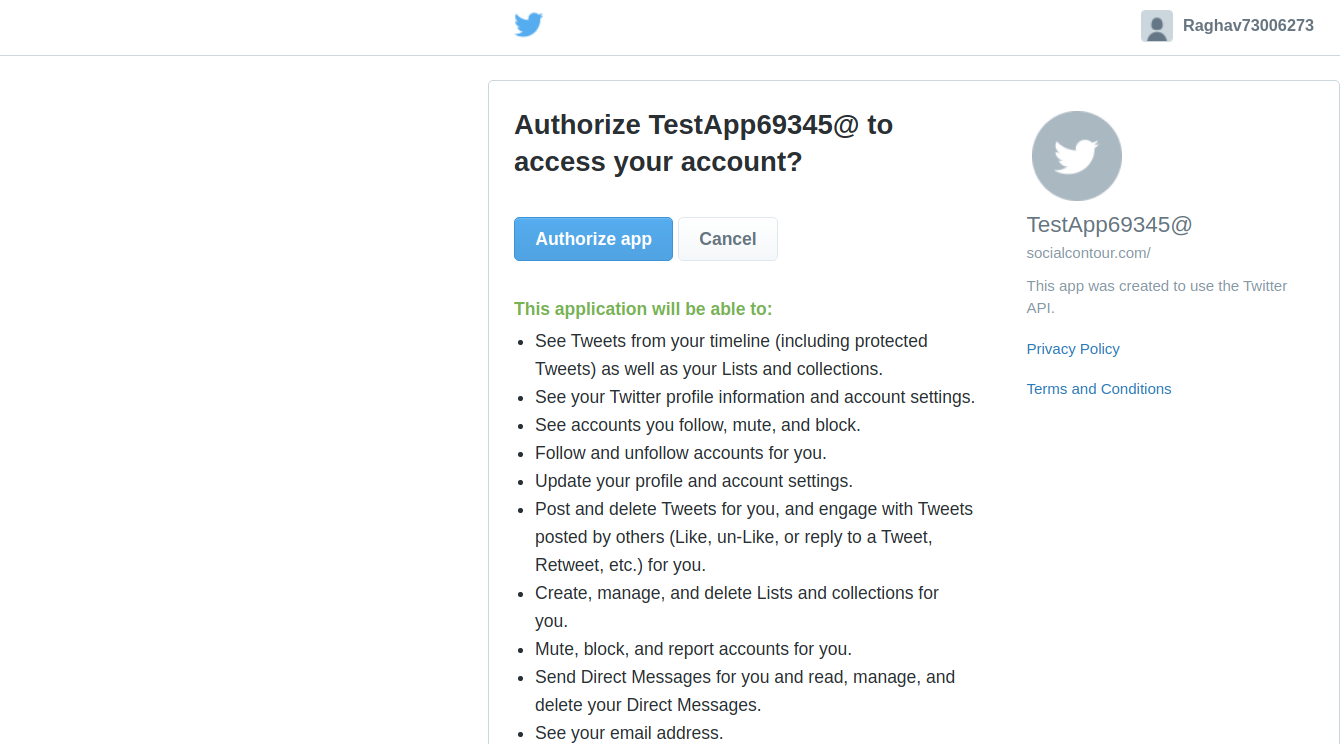 Raghav73006273
Authorize TestApp69345@ to
access your account?
Authorize app
Cancel
This application will be able to:
• See Tweets from your timeline (including protected
Tweets) as well as your Lists and collections.
• See your Twitter profile information and account settings.
• See accounts you follow, mute, and block.
• Follow and unfollow accounts for you.
• Update your profile and account settings.
• Post and delete Tweets for you, and engage with Tweets
posted by others (Like, un-Like, or reply to a Tweet,
Retweet, etc.) for you.
• Create, manage, and delete Lists and collections for
you.
• Mute, block, and report accounts for you.
• Send Direct Messages for you and read, manage, and
delete your Direct Messages.
• See your email address.
TestApp69345@
socialcontour.com/
This app was created to use the Twitter
API.
Privacy Policy
Terms and Conditions